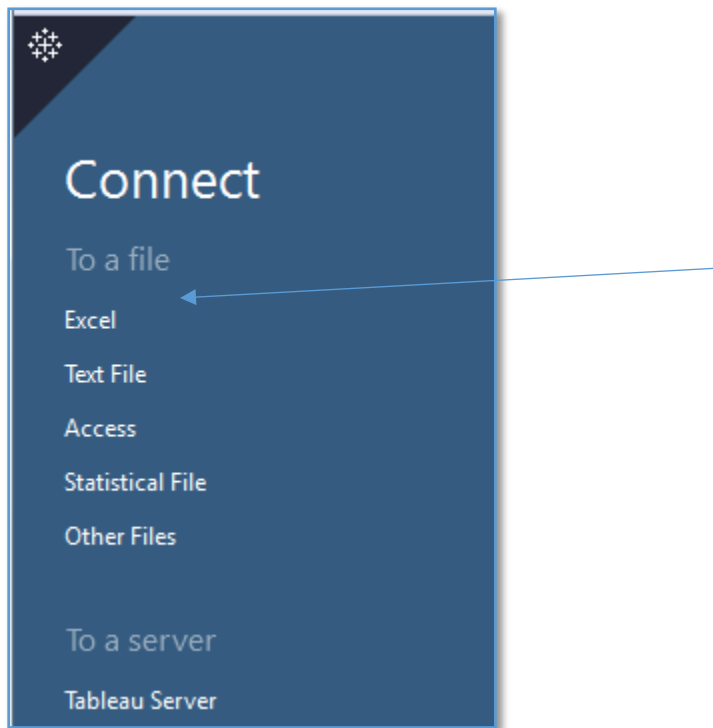 Connect
To a file
Excel
Text File
Access
Statistical File
Other Files
To a server
Tableau Server